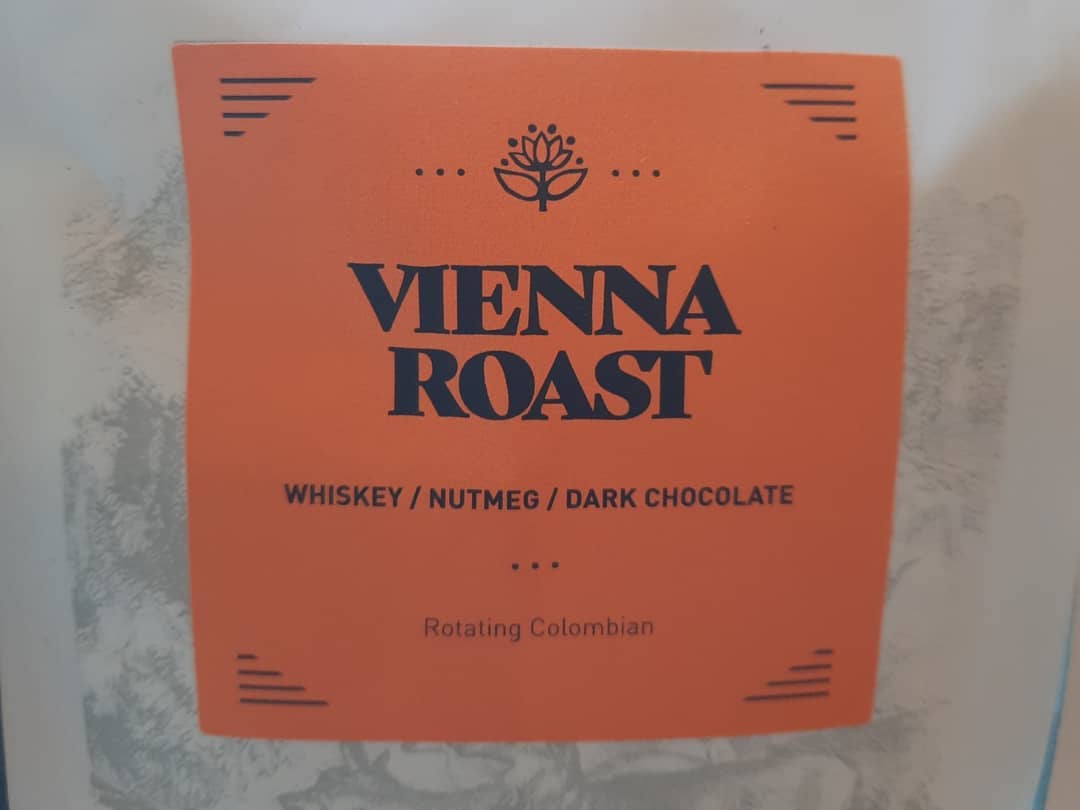 VIENNA
ROAST
WHISKEY / NUTMEG / DARK CHOCOLATE
Rotating Colombian